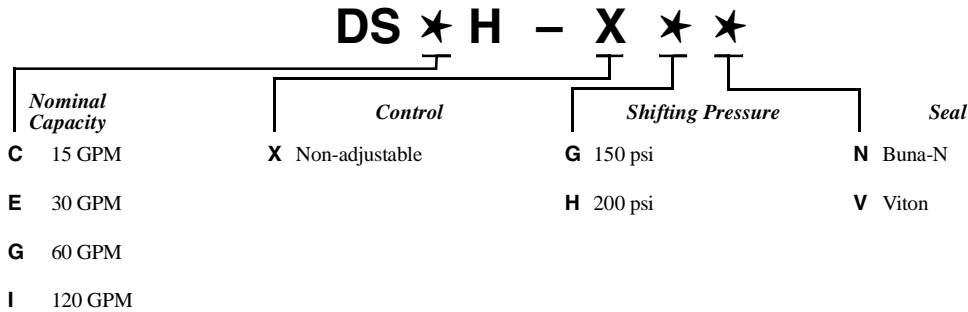 DS ★ H – X ★ ★
Nominal Capacity
Control
Shifting Pressure
Seal
C 15 GPM
X Non-adjustable
G 150 psi
N Buna-N
E 30 GPM
H 200 psi
V Viton
G 60 GPM
I 120 GPM